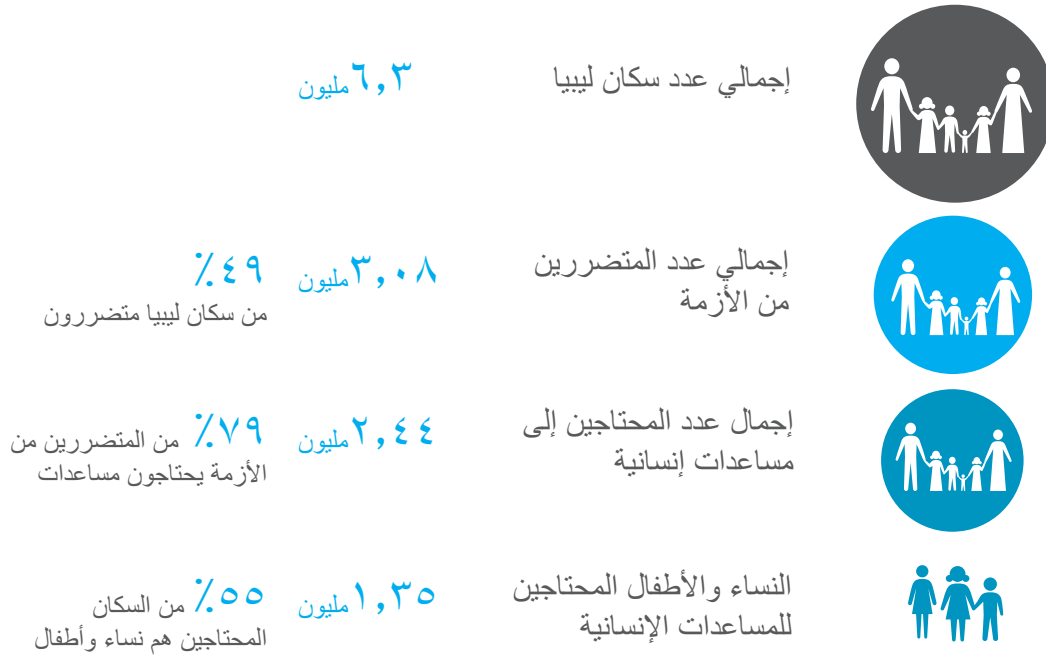 إجمالي عدد سكان ليبيا
٦,٣ مليون
إجمالي عدد المتضررين
من الأزمة
٣,٠٨ مليون
٤٩٪
من سكان ليبيا متضررون
إجمال عدد المحتاجين إلى
مساعدات إنسانية
٢,٤٤ مليون
٧٩٪ من المتضررين من
الأزمة يحتاجون مساعدات
النساء والأطفال المحتاجين
للمساعدات الإنسانية
١,٣٥ مليون
٥٥٪ من السكان
المحتاجين هم نساء وأطفال